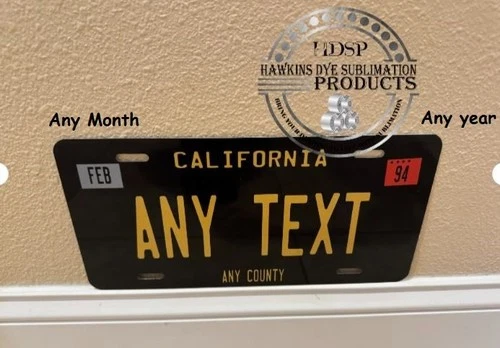 HDSP
HAWKINS DYE SUBLIMATION
PRODUCTS
Any Month
Any year
CALIFORNIA
FEB
94
ANY TEXT
ANY COUNTY